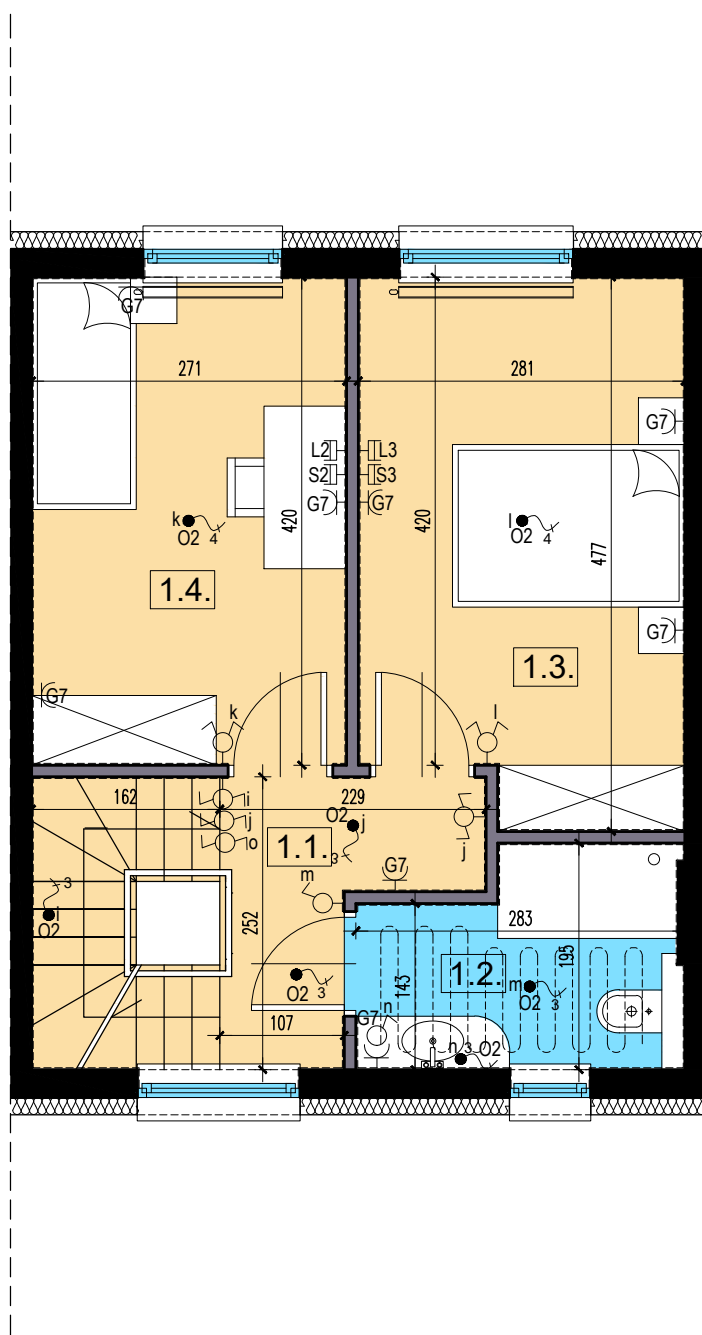 G7
271
281
G7
L2 L3
S2 S3
G7 G7
k
O2 4
l
O2 4
420
420
477
1.4.
G7
1.3.
G7
k
l
162
229
i
j
o
O2 j
3
1.1.
j
m
G7
3
i
O2
252
283
195
1.2.
m
O2 3
O2 3
143
107
G7
n
n 3 O2